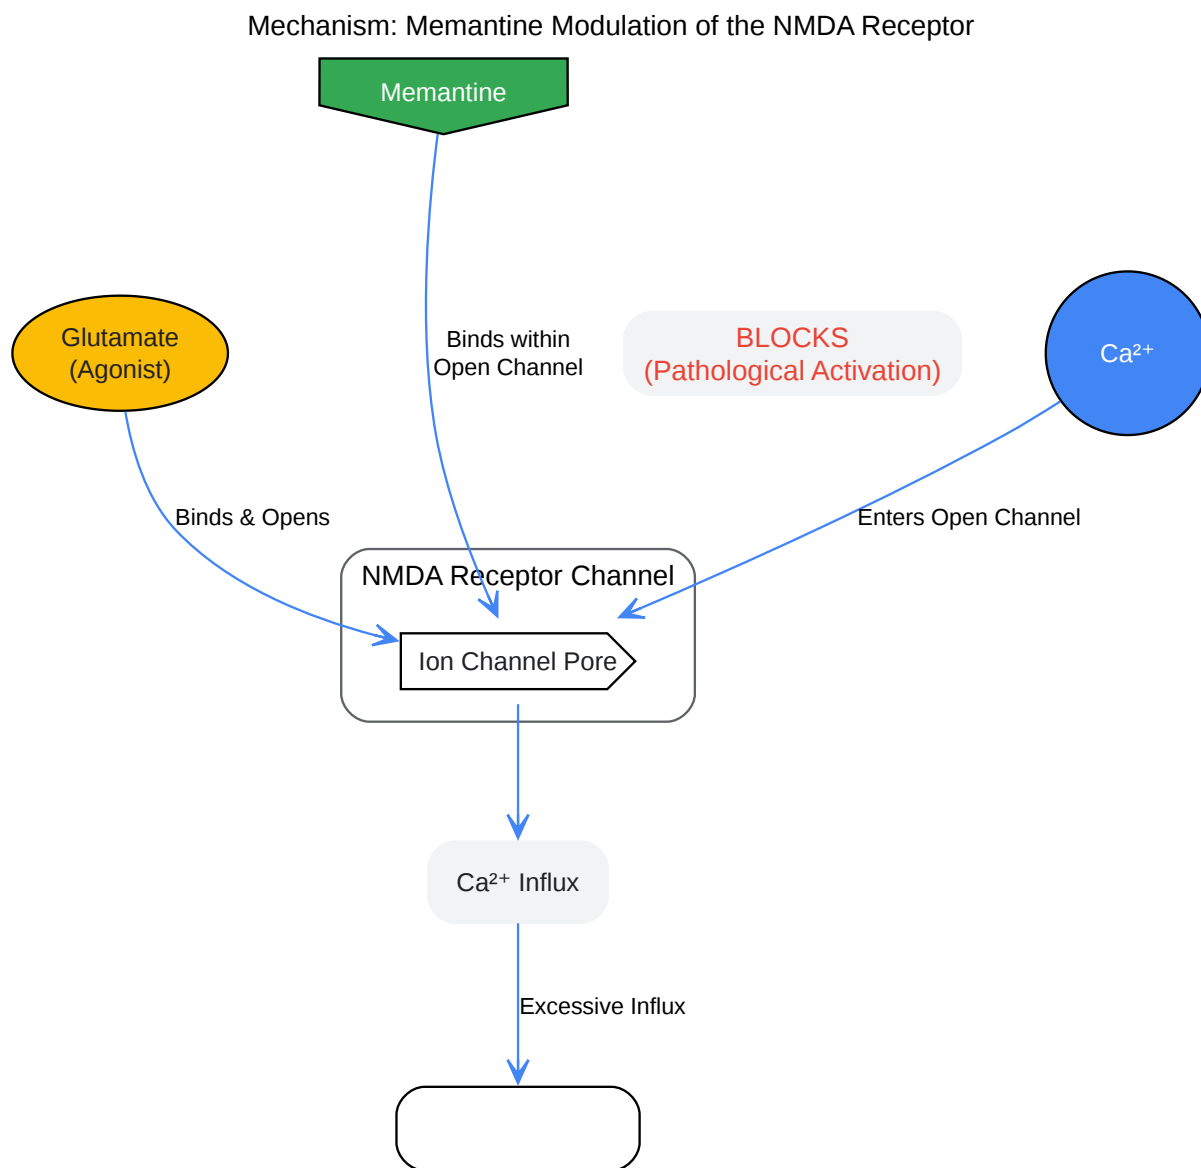 Mechanism: Memantine Modulation of the NMDA Receptor
Memantine
Glutamate
(Agonist)
Binds within
Open Channel
BLOCKS
(Pathological Activation)
Ca²⁺
Binds & Opens
Enters Open Channel
NMDA Receptor Channel
Ion Channel Pore
Ca²⁺ Influx
Excessive Influx